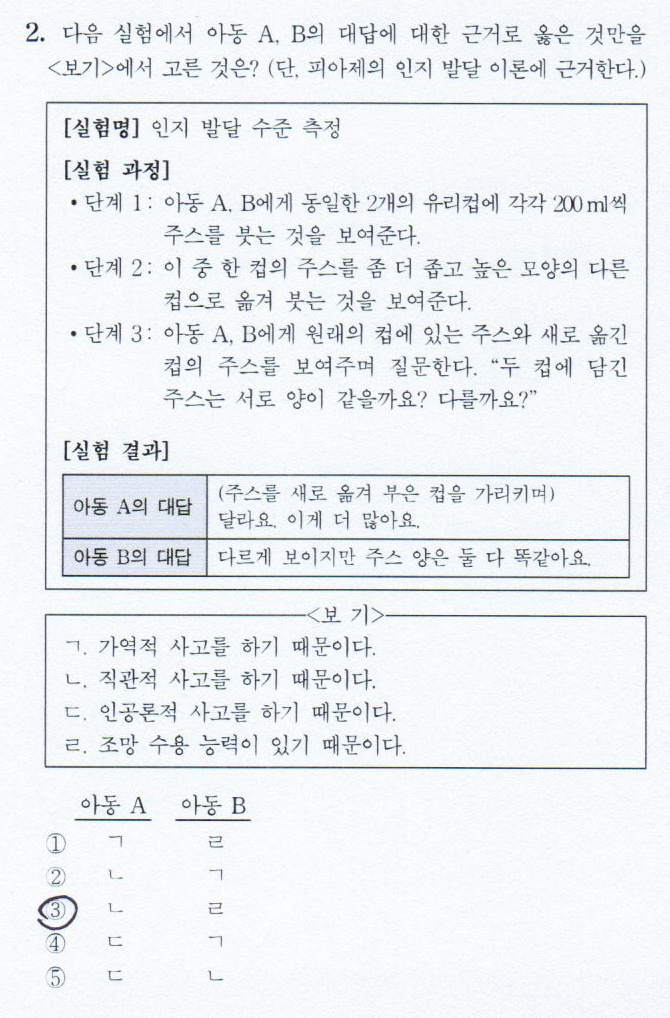 2. 다음 실험에서 아동 A, B의 대답에 대한 근거로 옳은 것만을
<보기>에서 고른 것은? (단, 피아제의 인지 발달 이론에 근거한다.)
[실험명] 인지 발달 수준 측정
[실험 과정]
• 단계 1 : 아동 A, B에게 동일한 2개의 유리컵에 각각 200 ml씩
주스를 붓는 것을 보여준다.
• 단계 2 : 이 중 한 컵의 주스를 좀 더 좁고 높은 모양의 다른
컵으로 옮겨 붓는 것을 보여준다.
• 단계 3 : 아동 A, B에게 원래의 컵에 있는 주스와 새로 옮긴
컵의 주스를 보여주며 질문한다. “두 컵에 담긴
주스는 서로 양이 같을까요? 다를까요?”
[실험 결과]
아동 A의 대답 (주스를 새로 옮겨 부은 컵을 가리키며)
달라요. 이게 더 많아요.
아동 B의 대답 다르게 보이지만 주스 양은 둘 다 똑같아요.
<보 기>
ㄱ. 가역적 사고를 하기 때문이다.
ㄴ. 직관적 사고를 하기 때문이다.
ㄷ. 인공론적 사고를 하기 때문이다.
ㄹ. 조망 수용 능력이 있기 때문이다.
아동 A 아동 B
① ㄱ ㄹ
② ㄴ ㄱ
③ ㄴ ㄹ
④ ㄷ ㄱ
⑤ ㄷ ㄴ